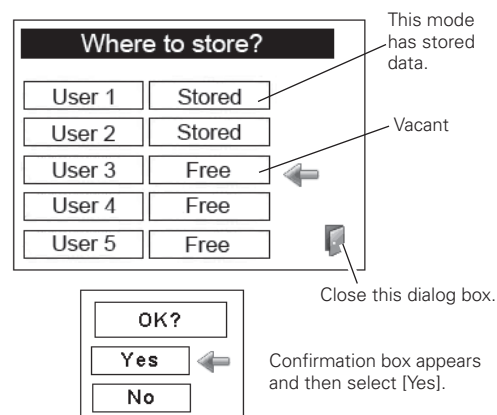 Where to store?
This mode
has stored
data.
User 1 Stored
User 2 Stored
Vacant
User 3 Free
User 4 Free
User 5 Free
Close this dialog box.
OK?
Yes
No
Confirmation box appears
and then select [Yes].